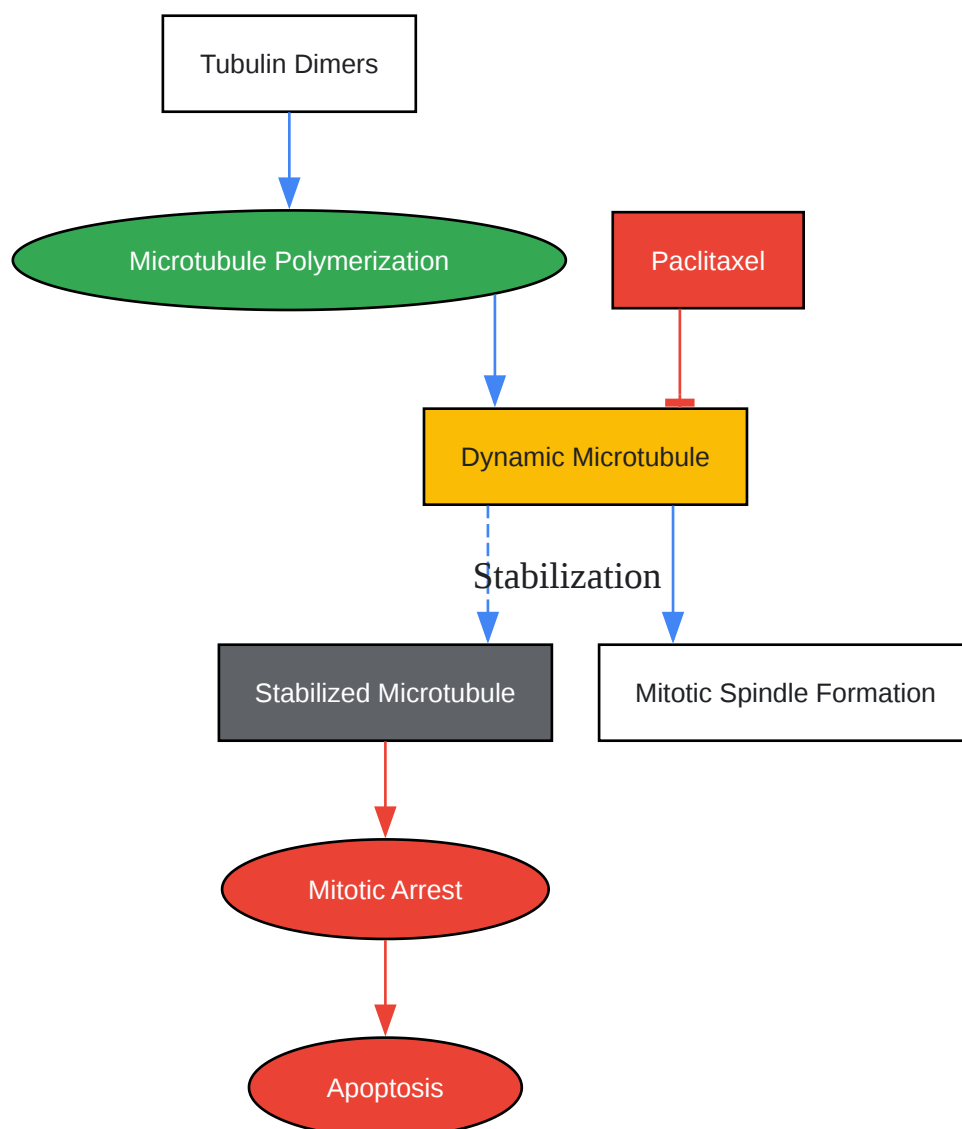 Tubulin Dimers
Microtubule Polymerization
Paclitaxel
Dynamic Microtubule
Stabilization
Stabilized Microtubule
Mitotic Spindle Formation
Mitotic Arrest
Apoptosis